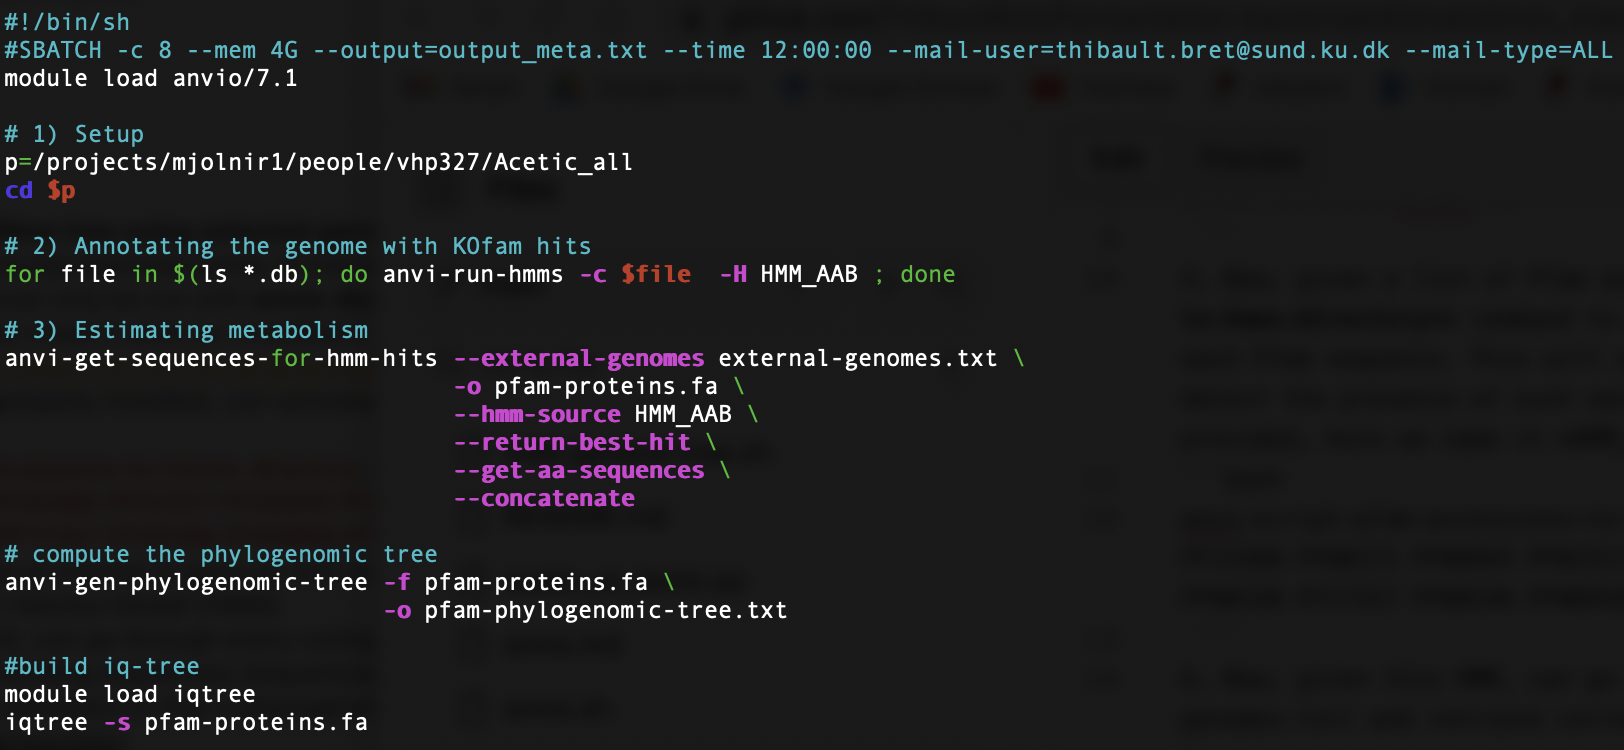 #!/bin/sh
#SBATCH -c 8 --mem 4G --output=output_meta.txt --time 12:00:00 --mail-user=thibault.bret@sund.ku.dk --mail-type=ALL
module load anvio/7.1

# 1) Setup
p=/projects/mjolnir1/people/vhp327/Acetic_all
cd $p

# 2) Annotating the genome with KOfam hits
for file in $(ls *.db); do anvi-run-hmms -c $file  -H HMM_AAB ; done

# 3) Estimating metabolism
anvi-get-sequences-for-hmm-hits --external-genomes external-genomes.txt \
                                -o pfam-proteins.fa \
                                --hmm-source HMM_AAB \
                                --return-best-hit \
                                --get-aa-sequences \
                                --concatenate

# compute the phylogenomic tree
anvi-gen-phylogenomic-tree -f pfam-proteins.fa \
                           -o pfam-phylogenomic-tree.txt

#build iq-tree
module load iqtree
iqtree -s pfam-proteins.fa